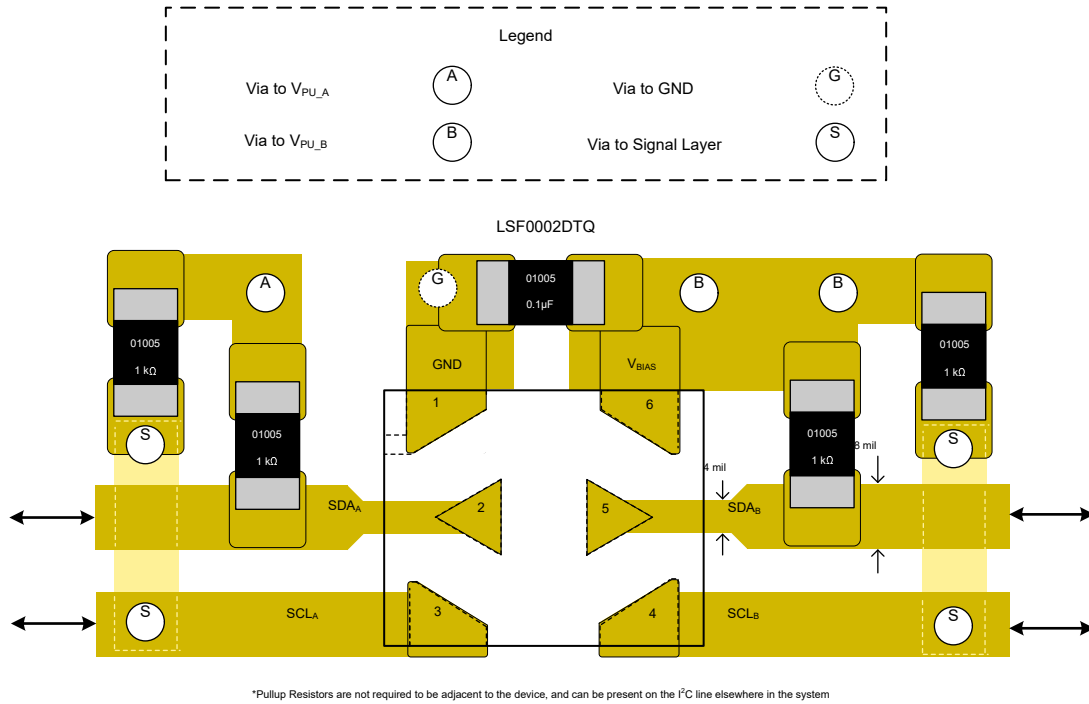 Legend
Via to VPU_A
A
Via to GND
G
Via to VPU_B
B
Via to Signal Layer
S
LSF0002DTQ
A
G
01005
0.1µF
B
B
01005
1 kΩ
01005
1 kΩ
GND
VBIAS
1
6
S
01005
1 kΩ
01005
1 kΩ
8 mil
S
4 mil
SDAA
2
5
SDAB
S
SCLA
3
4
SCLB
S
*Pullup Resistors are not required to be adjacent to the device, and can be present on the I²C line elsewhere in the system